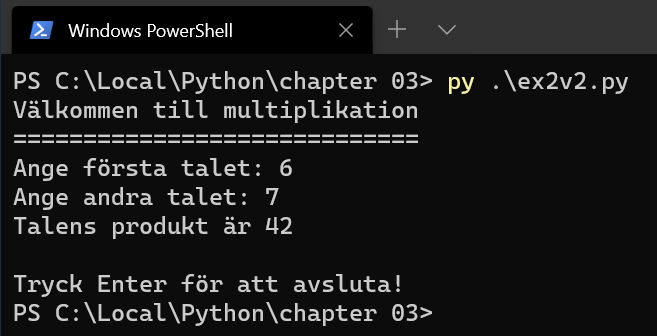 Windows PowerShell
PS C:\Local\Python\chapter 03> py .\ex2v2.py
Välkommen till multiplikation
=============================
Ange första talet: 6
Ange andra talet: 7
Talens produkt är 42
Tryck Enter för att avsluta!
PS C:\Local\Python\chapter 03>